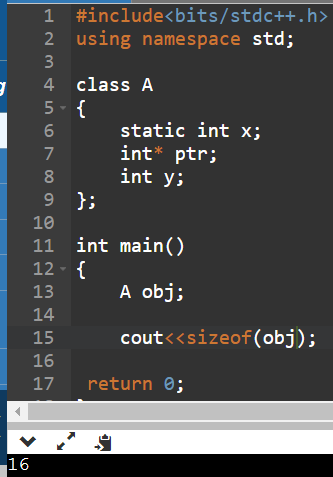 1 #include<bits/stdc++.h>
2 using namespace std;
3
4 class A
5 {
6 static int x;
7 int* ptr;
8 int y;
9 };
10
11 int main()
12 {
13 A obj;
14
15 cout<<sizeof(obj);
16
17 return 0;
16